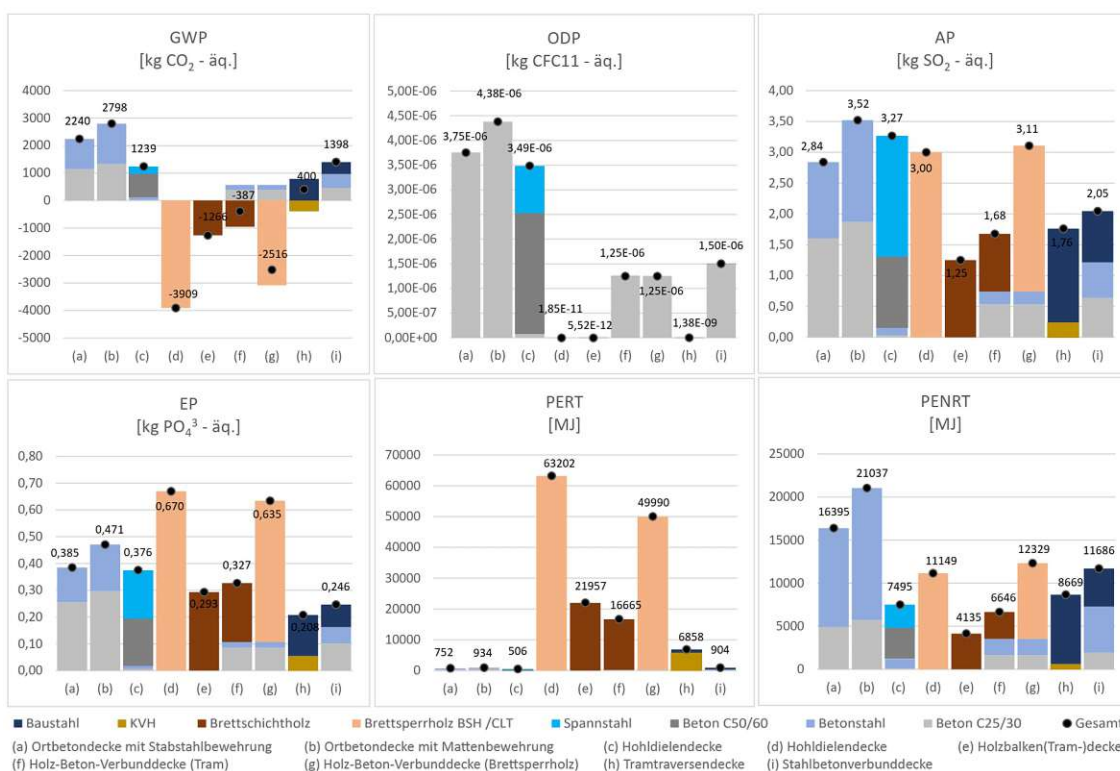 GWP
[kg CO₂ - äq.]
4000
3000
2000
1000
0
-1000
-2000
-3000
-4000
-5000
2240
2798
1239
-3909
-1266
-387
-2516
400
1398
(a) (b) (c) (d) (e) (f) (g) (h) (i)
ODP
[kg CFC11 - äq.]
5,00E-06
4,50E-06
4,00E-06
3,50E-06
3,00E-06
2,50E-06
2,00E-06
1,50E-06
1,00E-06
5,00E-07
0,00E+00
3,75E-06
4,38E-06
3,49E-06
1,85E-11
5,52E-12
1,25E-06
1,25E-06
1,38E-09
1,50E-06
(a) (b) (c) (d) (e) (f) (g) (h) (i)
AP
[kg SO₂ - äq.]
4,00
3,50
3,00
2,50
2,00
1,50
1,00
0,50
0,00
2,84
3,52
3,27
3,00
1,25
1,68
3,11
1,76
2,05
(a) (b) (c) (d) (e) (f) (g) (h) (i)
EP
[kg PO₄³ - äq.]
0,80
0,70
0,60
0,50
0,40
0,30
0,20
0,10
0,00
0,385
0,471
0,376
0,670
0,293
0,327
0,635
0,208
0,246
(a) (b) (c) (d) (e) (f) (g) (h) (i)
PERT
[MJ]
70000
60000
50000
40000
30000
20000
10000
0
752
934
506
63202
21957
16665
49990
6858
904
(a) (b) (c) (d) (e) (f) (g) (h) (i)
PENRT
[MJ]
25000
20000
15000
10000
5000
0
16395
21037
7495
11149
4135
6646
12329
8669
11686
(a) (b) (c) (d) (e) (f) (g) (h) (i)
Baustahl KVH Brettschichtholz Brettsperrholz BSH /CLT Spannstahl Beton C50/60 Betonstahl Beton C25/30 Gesamt
(a) Ortbetondecke mit Stabstahlbewehrung (b) Ortbetondecke mit Mattenbewehrung (c) Hohldielendecke (d) Hohldielendecke (e) Holzbalken(Tram-)decke
(f) Holz-Beton-Verbunddecke (Tram) (g) Holz-Beton-Verbunddecke (Brettsperrholz) (h) Tramtraversendecke (i) Stahlbetonverbunddecke